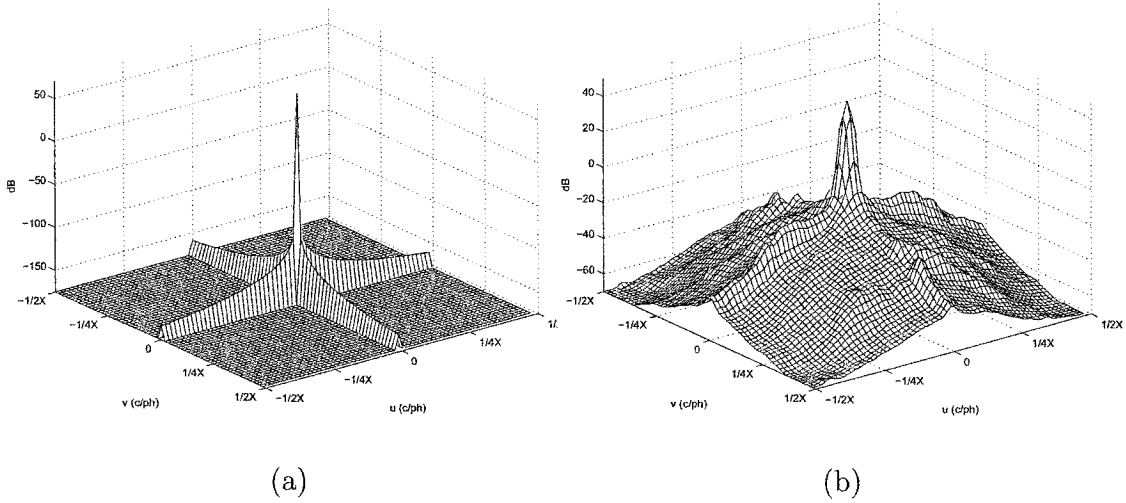 50
0
−50
−100
−150
dB
−1/2X
−1/4X
0
1/4X
1/2X
v (c/ph)
−1/2X
−1/4X
0
1/4X
1/.
u (c/ph)
40
20
0
−20
−40
−60
dB
−1/2X
−1/4X
0
1/4X
1/2X
v (c/ph)
−1/2X
−1/4X
0
1/4X
1/2X
u (c/ph)
(a)
(b)